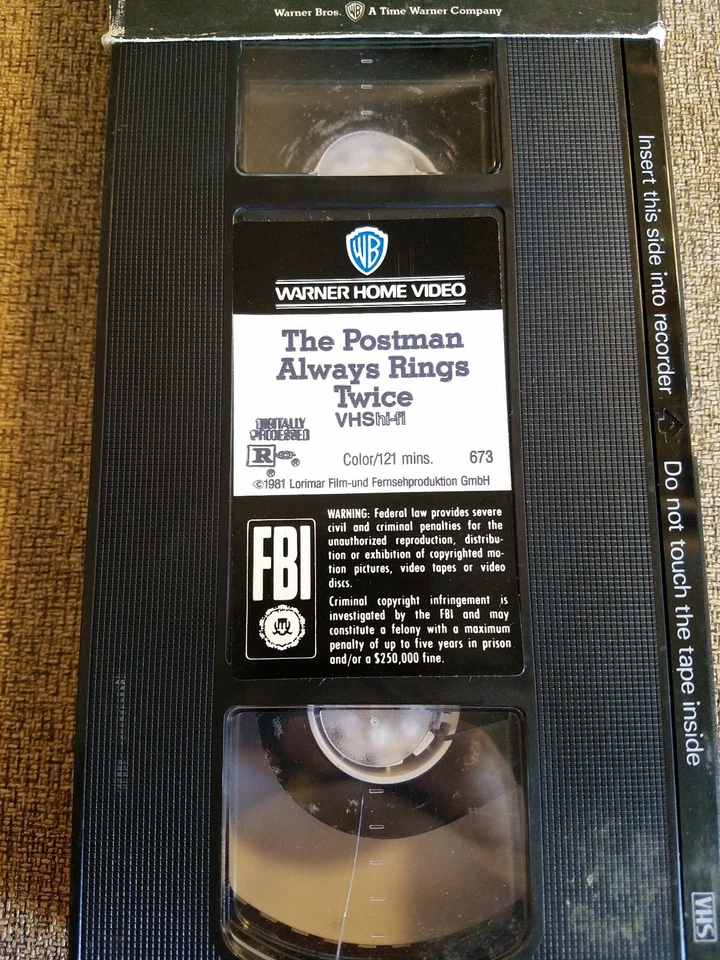 Warner Bros. WB A Time Warner Company
WB
WARNER HOME VIDEO
The Postman
Always Rings
Twice
VHS hi-fi
DIGITALLY
PROCESSED
R ®
®
Color/121 mins. 673
©1981 Lorimar Film-und Fernsehproduktion GmbH
FBI
WARNING: Federal law provides severe
civil and criminal penalties for the
unauthorized reproduction, distribu-
tion or exhibition of copyrighted mo-
tion pictures, video tapes or video
discs.
Criminal copyright infringement is
investigated by the FBI and may
constitute a felony with a maximum
penalty of up to five years in prison
and/or a $250,000 fine.
Insert this side into recorder
Do not touch the tape inside
VHS